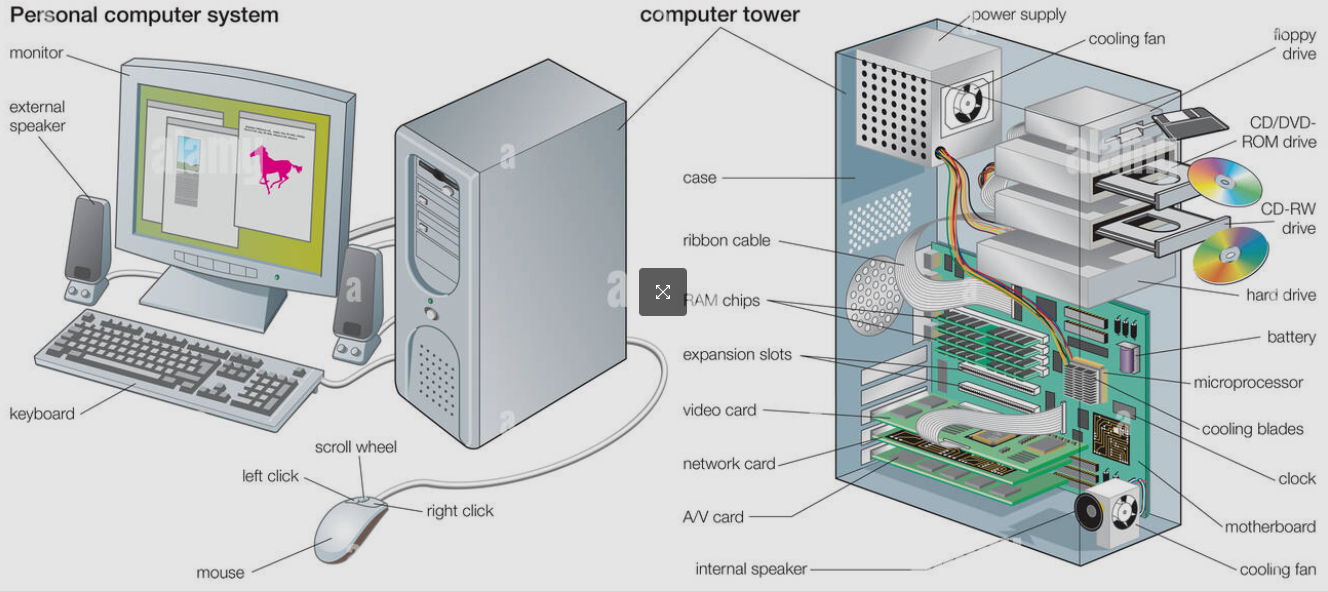 Personal computer system
monitor
external
speaker
keyboard
scroll wheel
left click
right click
mouse
computer tower
power supply
cooling fan
floppy
drive
CD/DVD-
ROM drive
CD-RW
drive
hard drive
battery
microprocessor
cooling blades
clock
motherboard
cooling fan
case
ribbon cable
RAM chips
expansion slots
video card
network card
A/V card
internal speaker
alamy
alamy
a
a
a
a
a
a
a